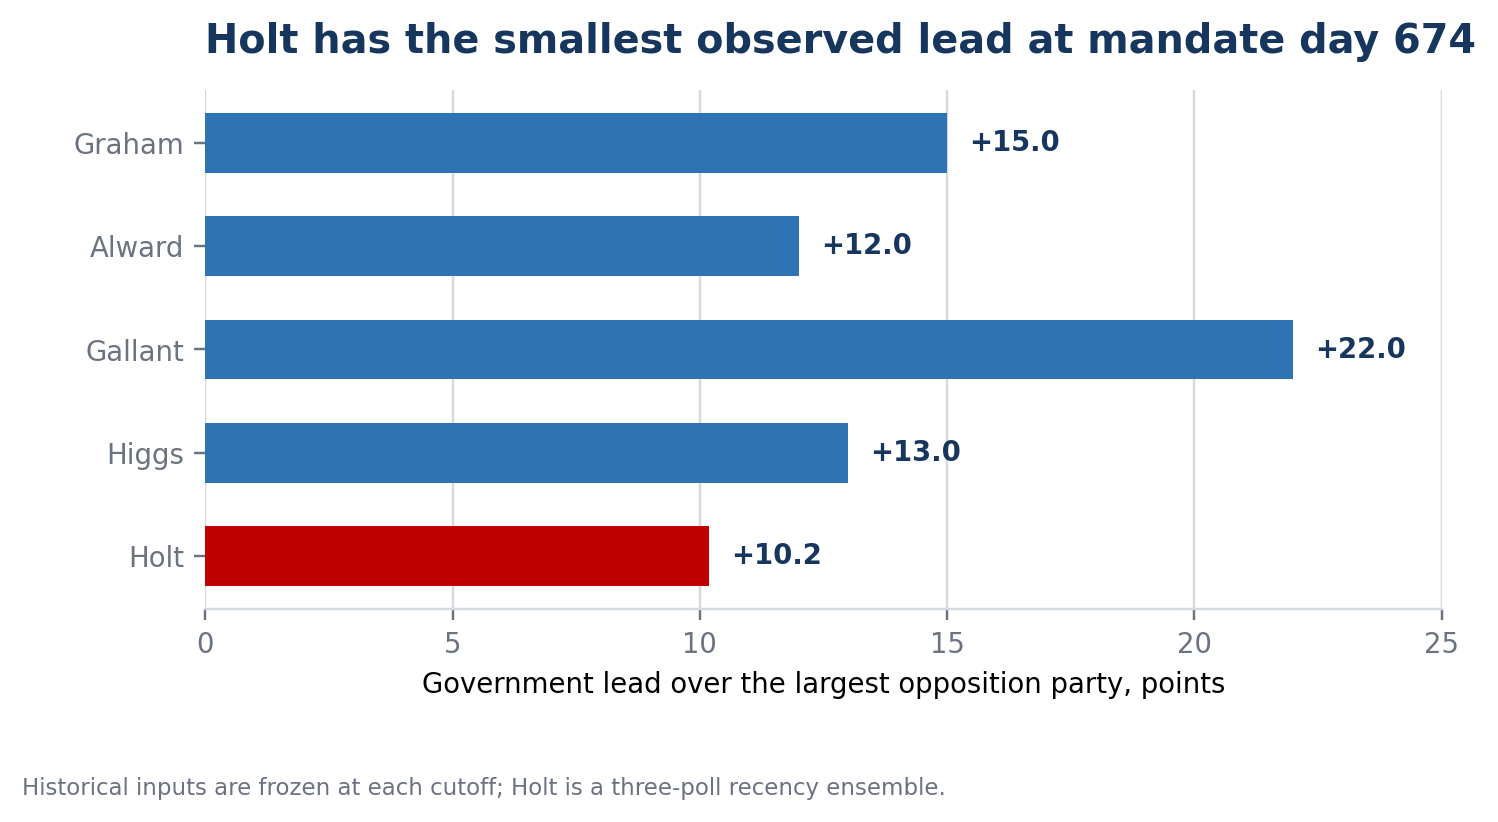 Holt has the smallest observed lead at mandate day 674
Graham +15.0
Alward +12.0
Gallant +22.0
Higgs +13.0
Holt +10.2
0 5 10 15 20 25
Government lead over the largest opposition party, points
Historical inputs are frozen at each cutoff; Holt is a three-poll recency ensemble.